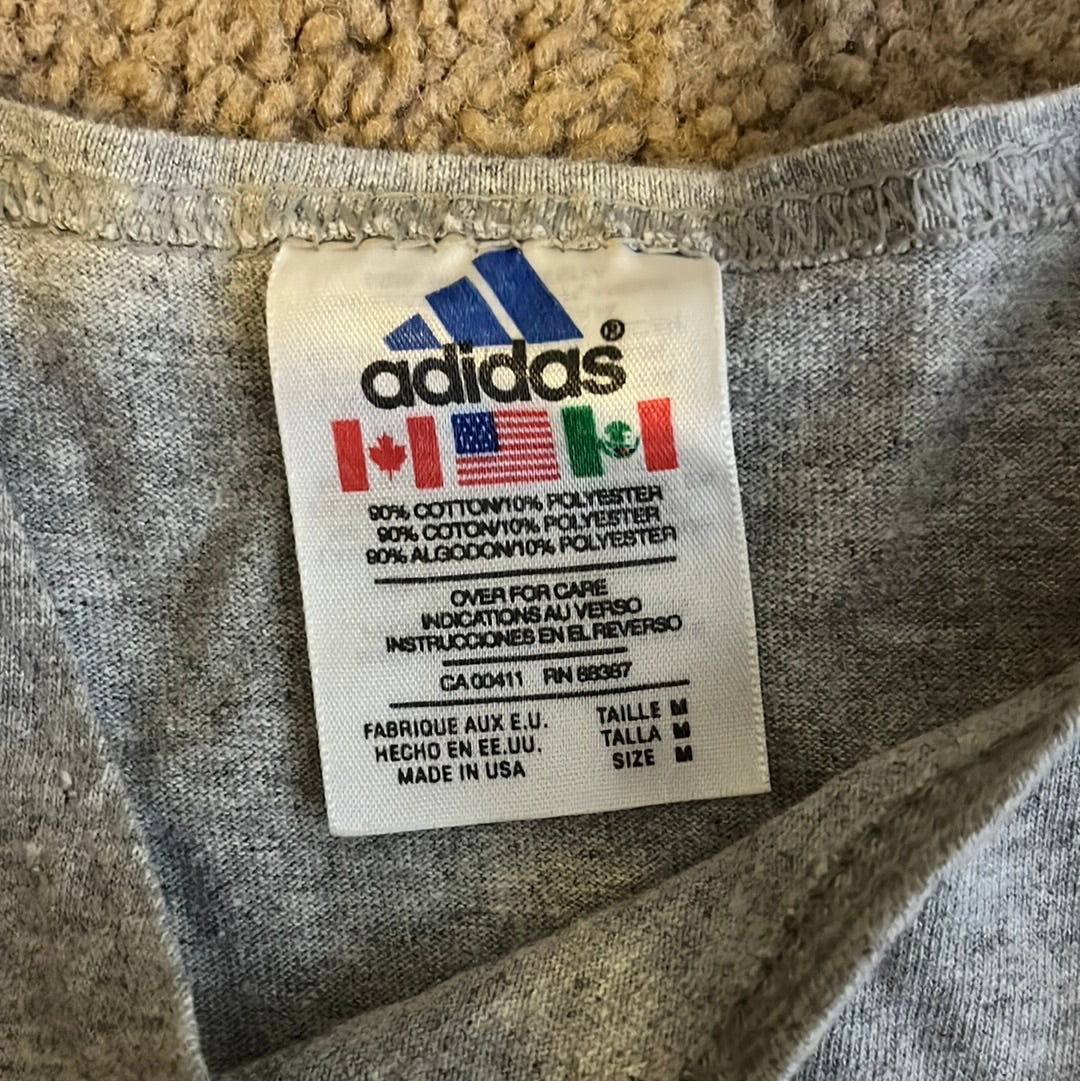 adidas®
90% COTTON/10% POLYESTER
90% COTON/10% POLYESTER
90% ALGODON/10% POLYESTER
OVER FOR CARE
INDICATIONS AU VERSO
INSTRUCCIONES EN EL REVERSO
CA 00411 RN 88387
FABRIQUE AUX E.U. TAILLE M
HECHO EN EE.UU. TALLA M
MADE IN USA SIZE M